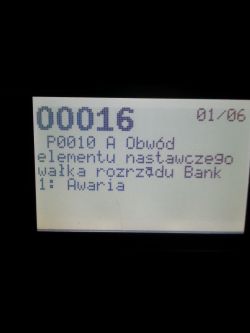 00016 01/06
P0010 A Obwód
elementu nastawczego
wałka rozrządu Bank
1: Awaria